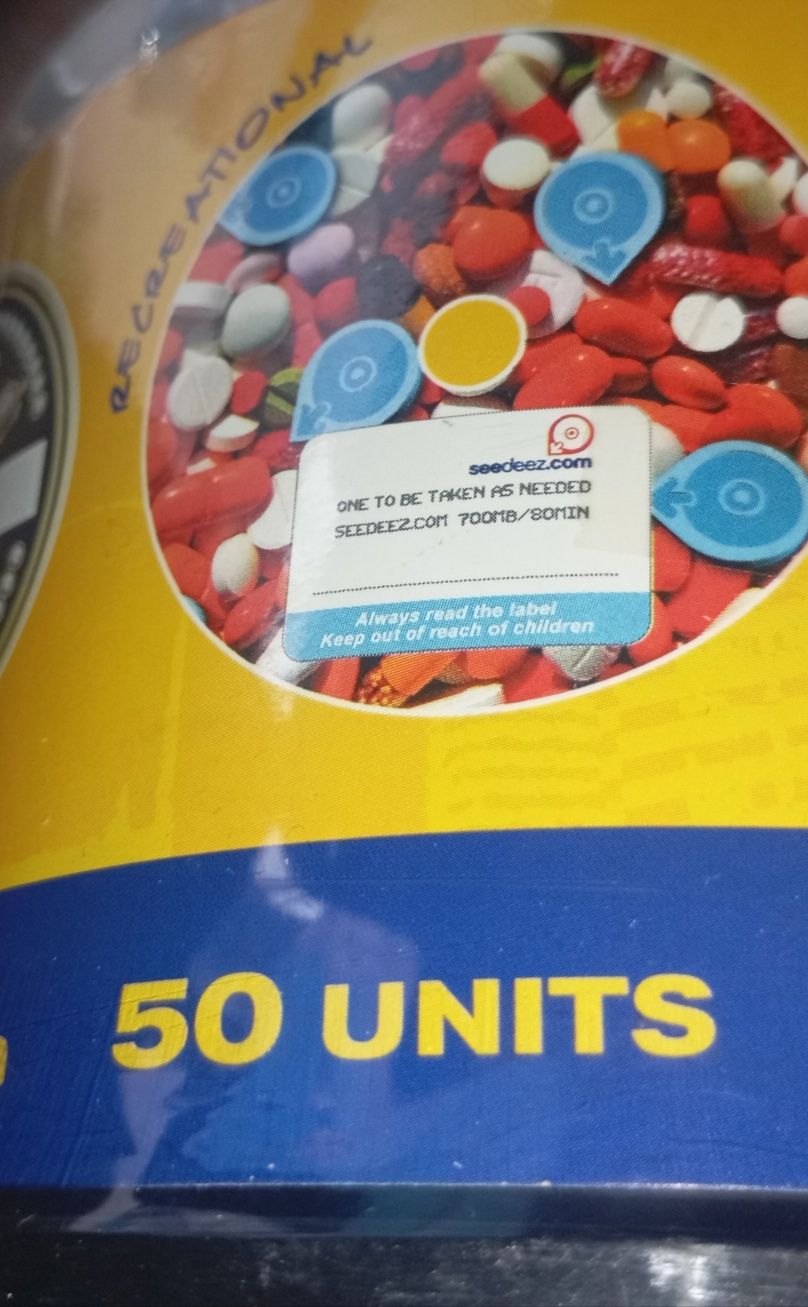 RECREATIONAL
seedeez.com
ONE TO BE TAKEN AS NEEDED
SEEDEEZ.COM 700MB/80MIN
Always read the label
Keep out of reach of children
50 UNITS